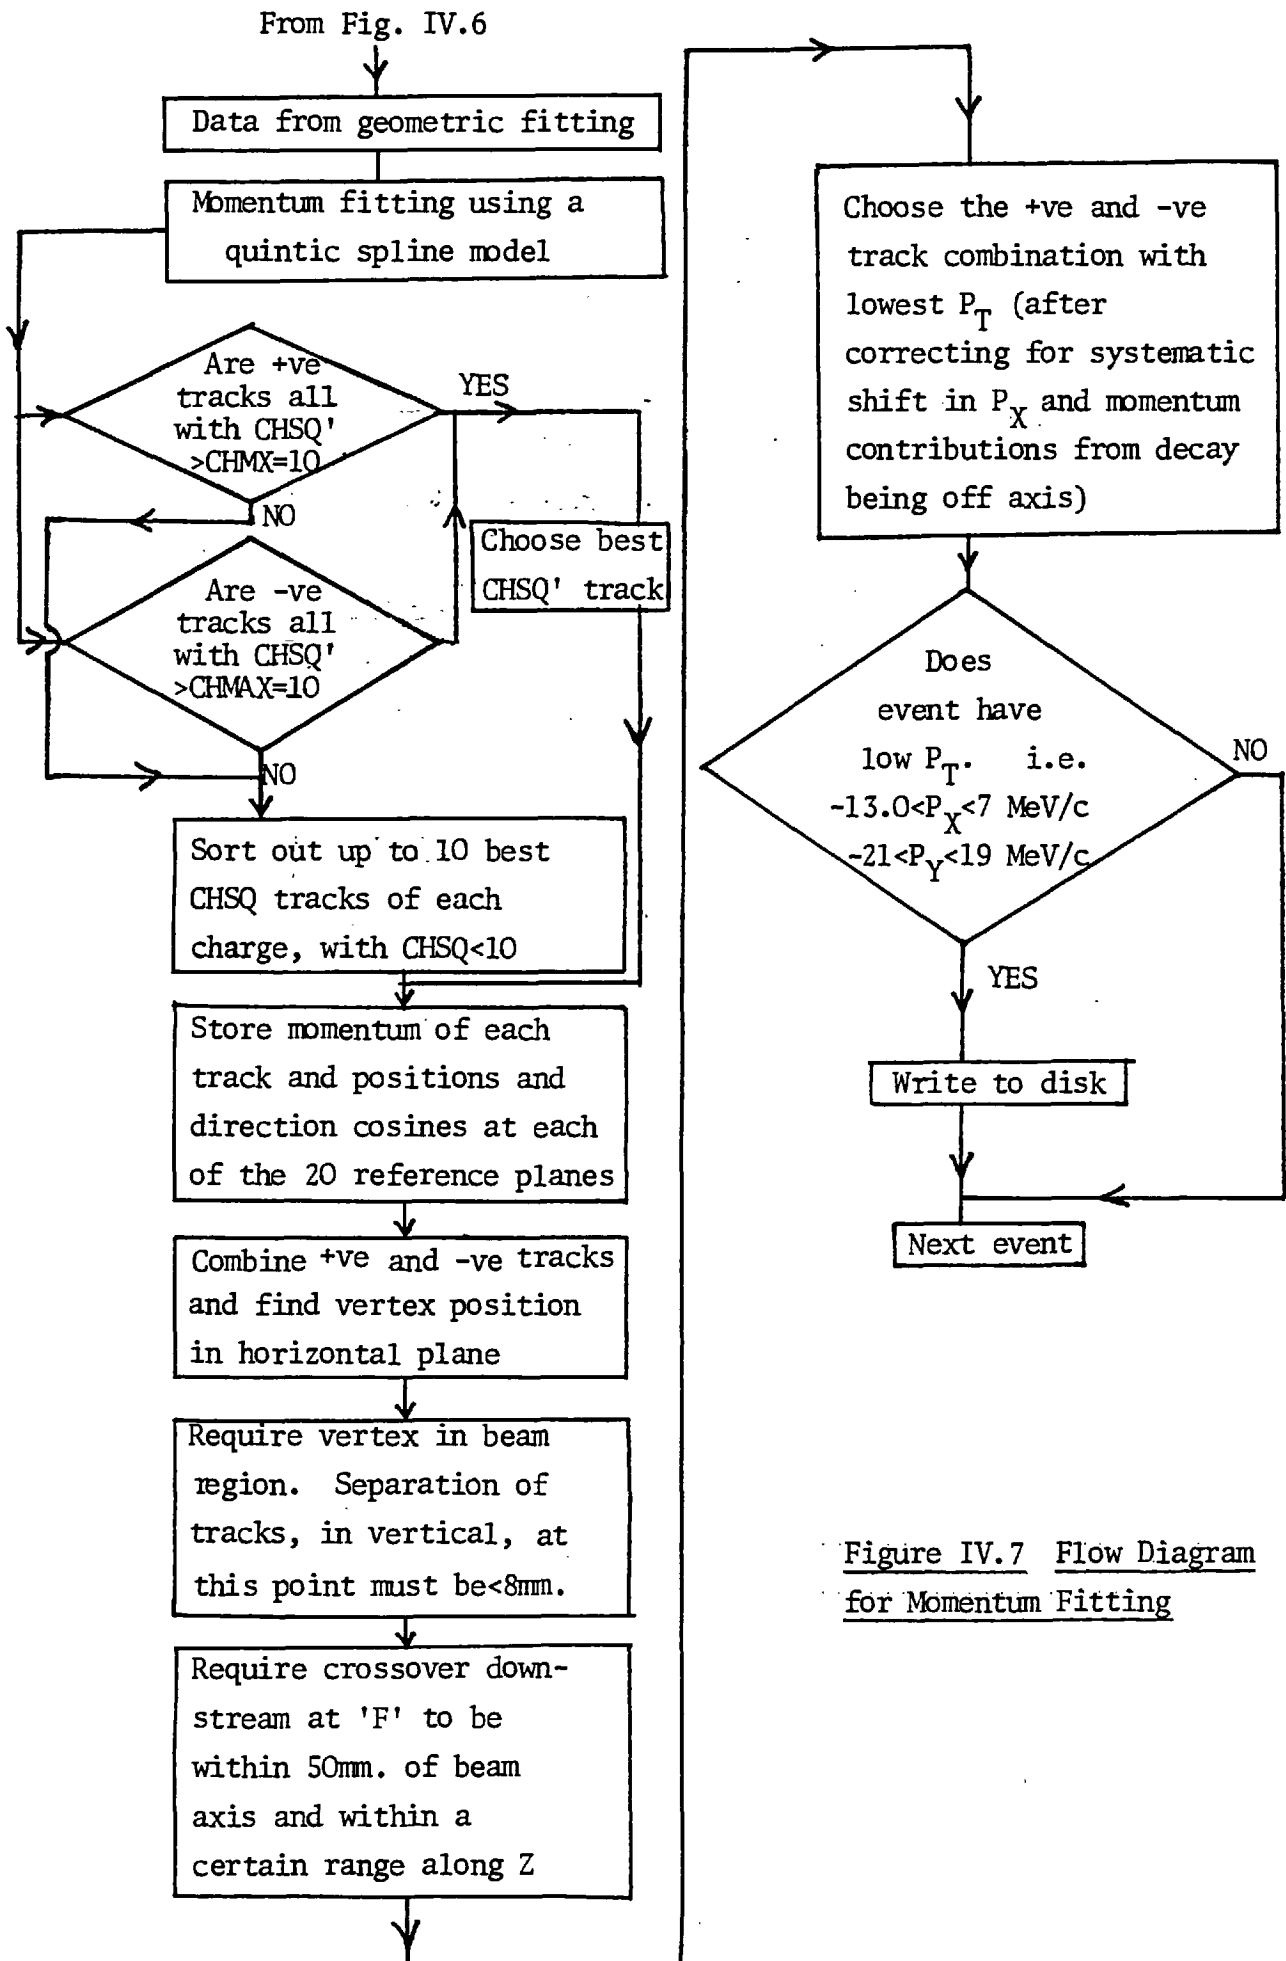 From Fig. IV.6
Data from geometric fitting
Momentum fitting using a
quintic spline model
Are +ve
tracks all
with CHSQ'
>CHMX=10
YES
NO
Choose best
CHSQ' track
Are -ve
tracks all
with CHSQ'
>CHMAX=10
NO
Sort out up to 10 best
CHSQ tracks of each
charge, with CHSQ<10
Store momentum of each
track and positions and
direction cosines at each
of the 20 reference planes
Combine +ve and -ve tracks
and find vertex position
in horizontal plane
Require vertex in beam
region. Separation of
tracks, in vertical, at
this point must be<8mm.
Require crossover down-
stream at 'F' to be
within 50mm. of beam
axis and within a
certain range along Z
Choose the +ve and -ve
track combination with
lowest P_T (after
correcting for systematic
shift in P_X and momentum
contributions from decay
being off axis)
Does
event have
low P_T. i.e.
-13.0<P_X<7 MeV/c
-21<P_Y<19 MeV/c
NO
YES
Write to disk
Next event
Figure IV.7 Flow Diagram
for Momentum Fitting